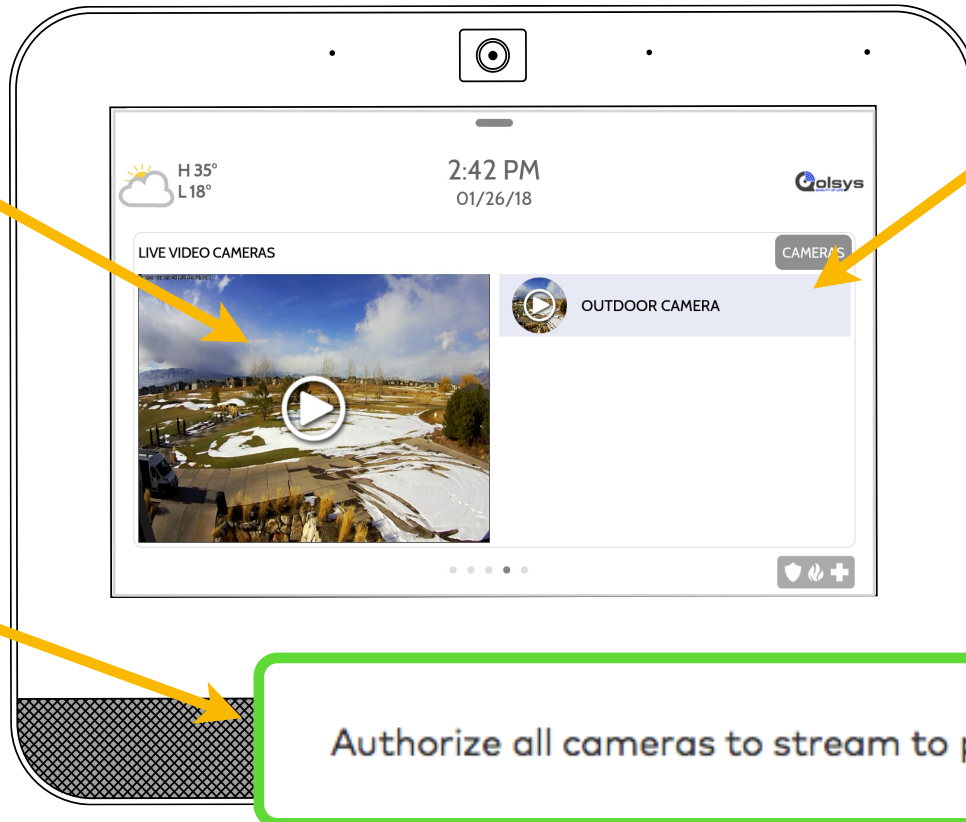 H 35°
L 18°
2:42 PM
01/26/18
Qolsys
LIVE VIDEO CAMERAS
CAMERAS
OUTDOOR CAMERA
Authorize all cameras to stream to p